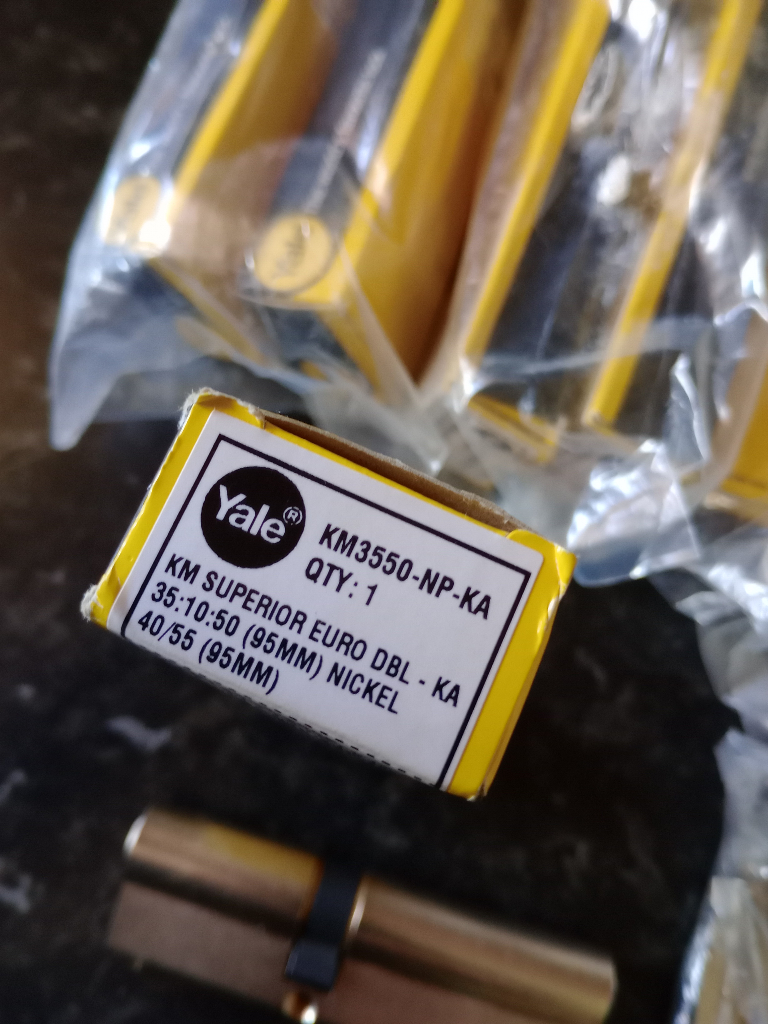 Yale
Yale®
KM3550-NP-KA
QTY: 1
KM SUPERIOR EURO DBL - KA
35:10:50 (95MM) NICKEL
40/55 (95MM)